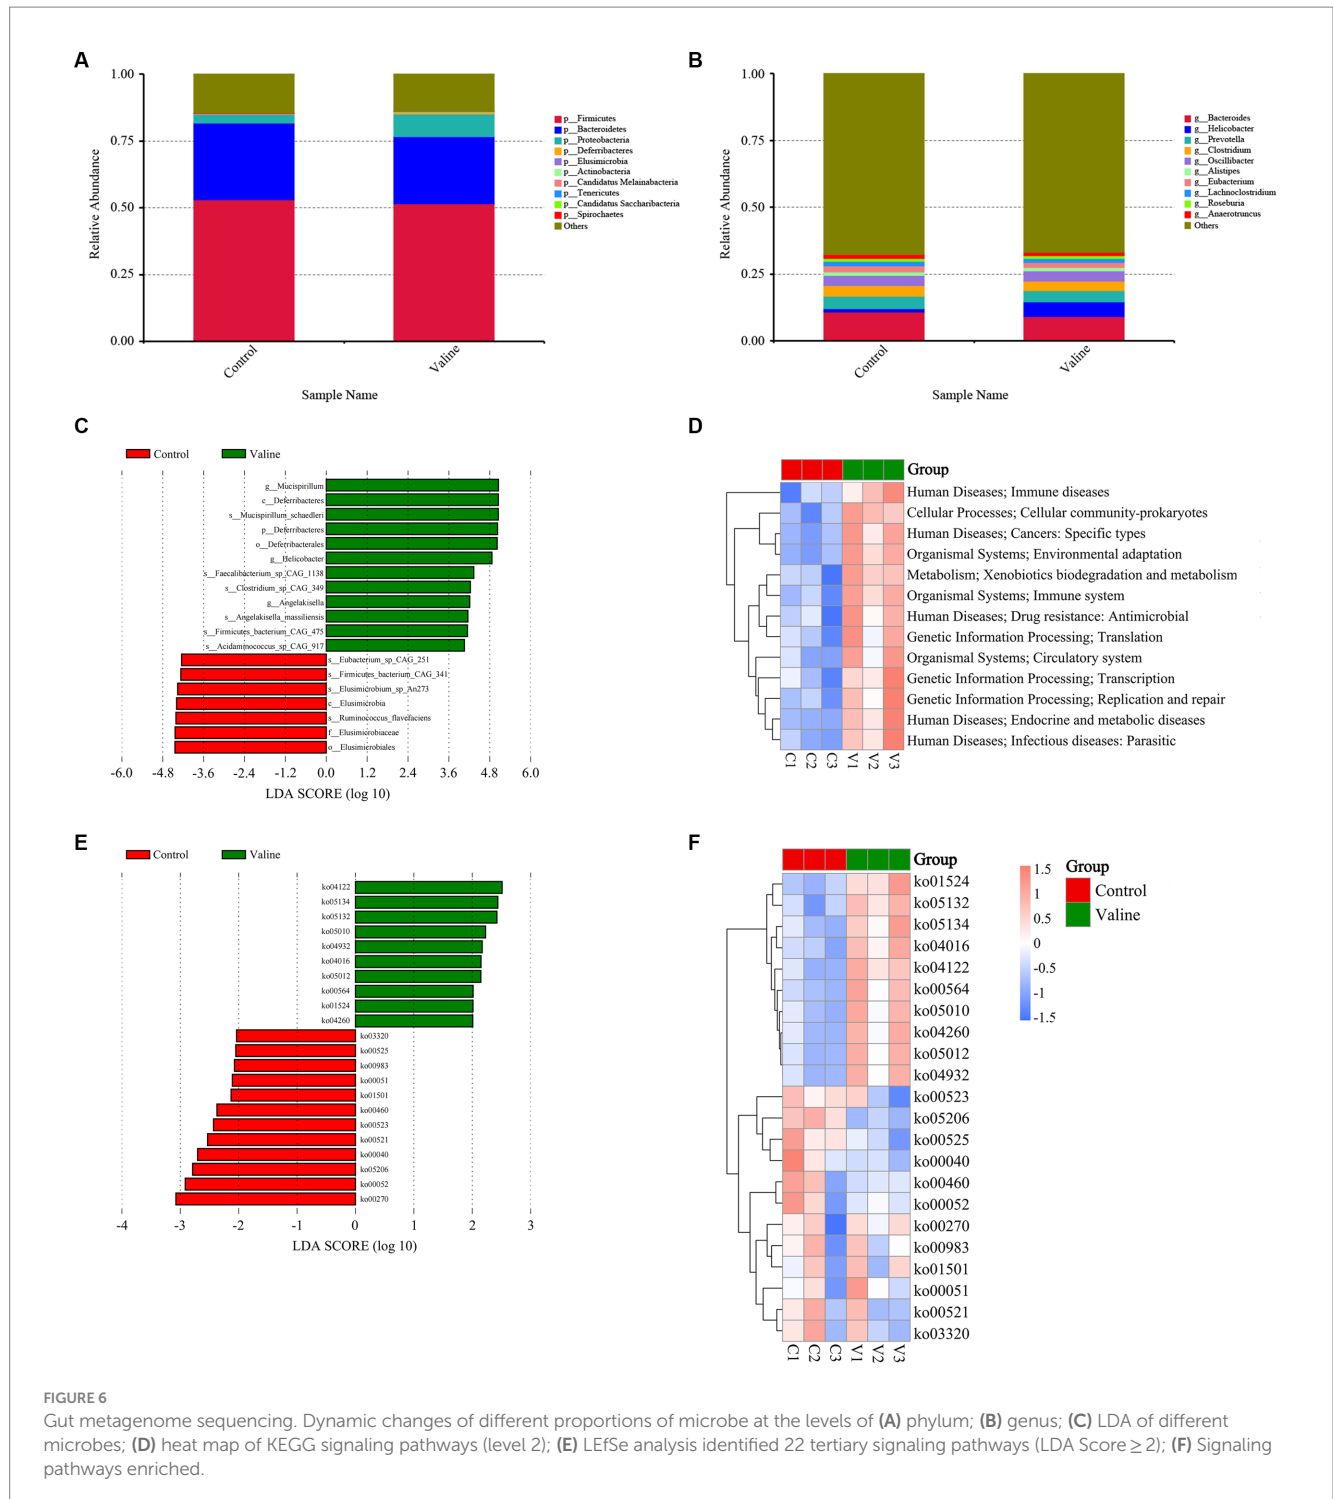 A
1.00
0.75
0.50
0.25
0.00
Relative Abundance
Control
Valine
Sample Name
p__Firmicutes
p__Bacteroidetes
p__Proteobacteria
p__Deferribacteres
p__Elusimicrobia
p__Actinobacteria
p__Candidatus Melainabacteria
p__Tenericutes
p__Candidatus Saccharibacteria
p__Spirochaetes
Others
B
1.00
0.75
0.50
0.25
0.00
Relative Abundance
Control
Valine
Sample Name
g__Bacteroides
g__Helicobacter
g__Prevotella
g__Clostridium
g__Oscillibacter
g__Alistipes
g__Eubacterium
g__Lachnoclostridium
g__Roseburia
g__Anaerotruncus
Others
C
Control Valine
g__Mucispirillum
c__Deferribacteres
s__Mucispirillum_schaedleri
p__Deferribacteres
o__Deferribacterales
g__Helicobacter
s__Faecalibacterium_sp_CAG_1138
s__Clostridium_sp_CAG_349
g__Angelakisella
s__Angelakisella_massiliensis
s__Firmicutes_bacterium_CAG_475
s__Acidammococcus_sp_CAG_917
s__Eubacterium_sp_CAG_251
s__Firmicutes_bacterium_CAG_341
s__Elusimicrobium_sp_An273
c__Elusimicrobia
s__Ruminococcus_flavefaciens
f__Elusimicrobiaceae
o__Elusimicrobiales
-6.0 -4.8 -3.6 -2.4 -1.2 0.0 1.2 2.4 3.6 4.8 6.0
LDA SCORE (log 10)
D
Group
Human Diseases; Immune diseases
Cellular Processes; Cellular community-prokaryotes
Human Diseases; Cancers: Specific types
Organismal Systems; Environmental adaptation
Metabolism; Xenobiotics biodegradation and metabolism
Organismal Systems; Immune system
Human Diseases; Drug resistance: Antimicrobial
Genetic Information Processing; Translation
Organismal Systems; Circulatory system
Genetic Information Processing; Transcription
Genetic Information Processing; Replication and repair
Human Diseases; Endocrine and metabolic diseases
Human Diseases; Infectious diseases: Parasitic
C1 C2 C3 V1 V2 V3
E
Control Valine
ko04122
ko05134
ko05132
ko05010
ko04932
ko04016
ko05012
ko00564
ko01524
ko04260
ko03320
ko00525
ko00983
ko00051
ko01501
ko00460
ko00523
ko00521
ko00040
ko05206
ko00052
ko00270
-4 -3 -2 -1 0 1 2 3
LDA SCORE (log 10)
F
Group
ko01524
ko05132
ko05134
ko04016
ko04122
ko00564
ko05010
ko04260
ko05012
ko04932
ko00523
ko05206
ko00525
ko00040
ko00460
ko00052
ko00270
ko00983
ko01501
ko00051
ko00521
ko03320
C1 C2 C3 V1 V2 V3
1.5
1
0.5
0
-0.5
-1
-1.5
Group
Control
Valine
FIGURE 6
Gut metagenome sequencing. Dynamic changes of different proportions of microbe at the levels of (A) phylum; (B) genus; (C) LDA of different
microbes; (D) heat map of KEGG signaling pathways (level 2); (E) LEfSe analysis identified 22 tertiary signaling pathways (LDA Score ≥ 2); (F) Signaling
pathways enriched.